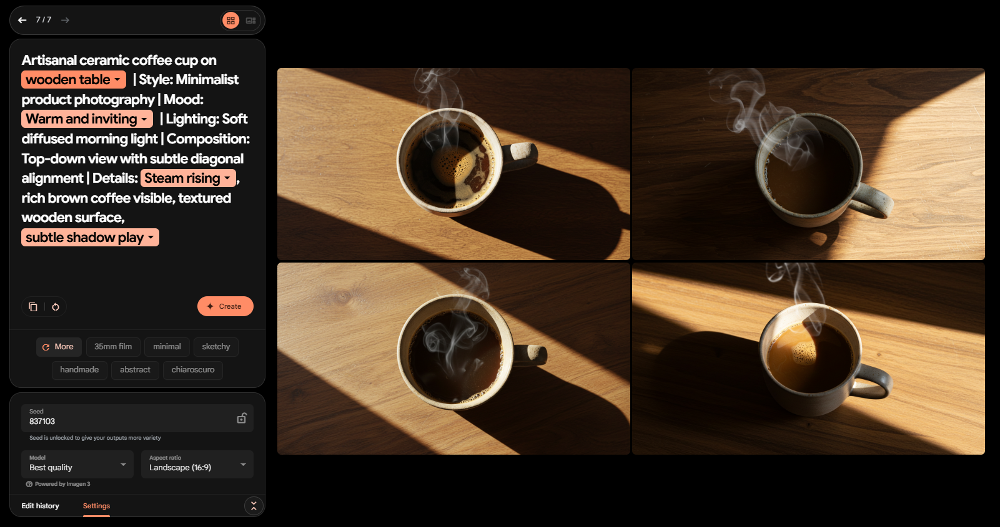 7 / 7
Artisanal ceramic coffee cup on
wooden table | Style: Minimalist
product photography | Mood:
Warm and inviting | Lighting: Soft
diffused morning light | Composition:
Top-down view with subtle diagonal
alignment | Details: Steam rising ,
rich brown coffee visible, textured
wooden surface,
subtle shadow play
Create
More 35mm film minimal sketchy
handmade abstract chiaroscuro
Seed
837103
Seed is unlocked to give your outputs more variety
Model
Best quality
Aspect ratio
Landscape (16:9)
Powered by Imagen 3
Edit history Settings